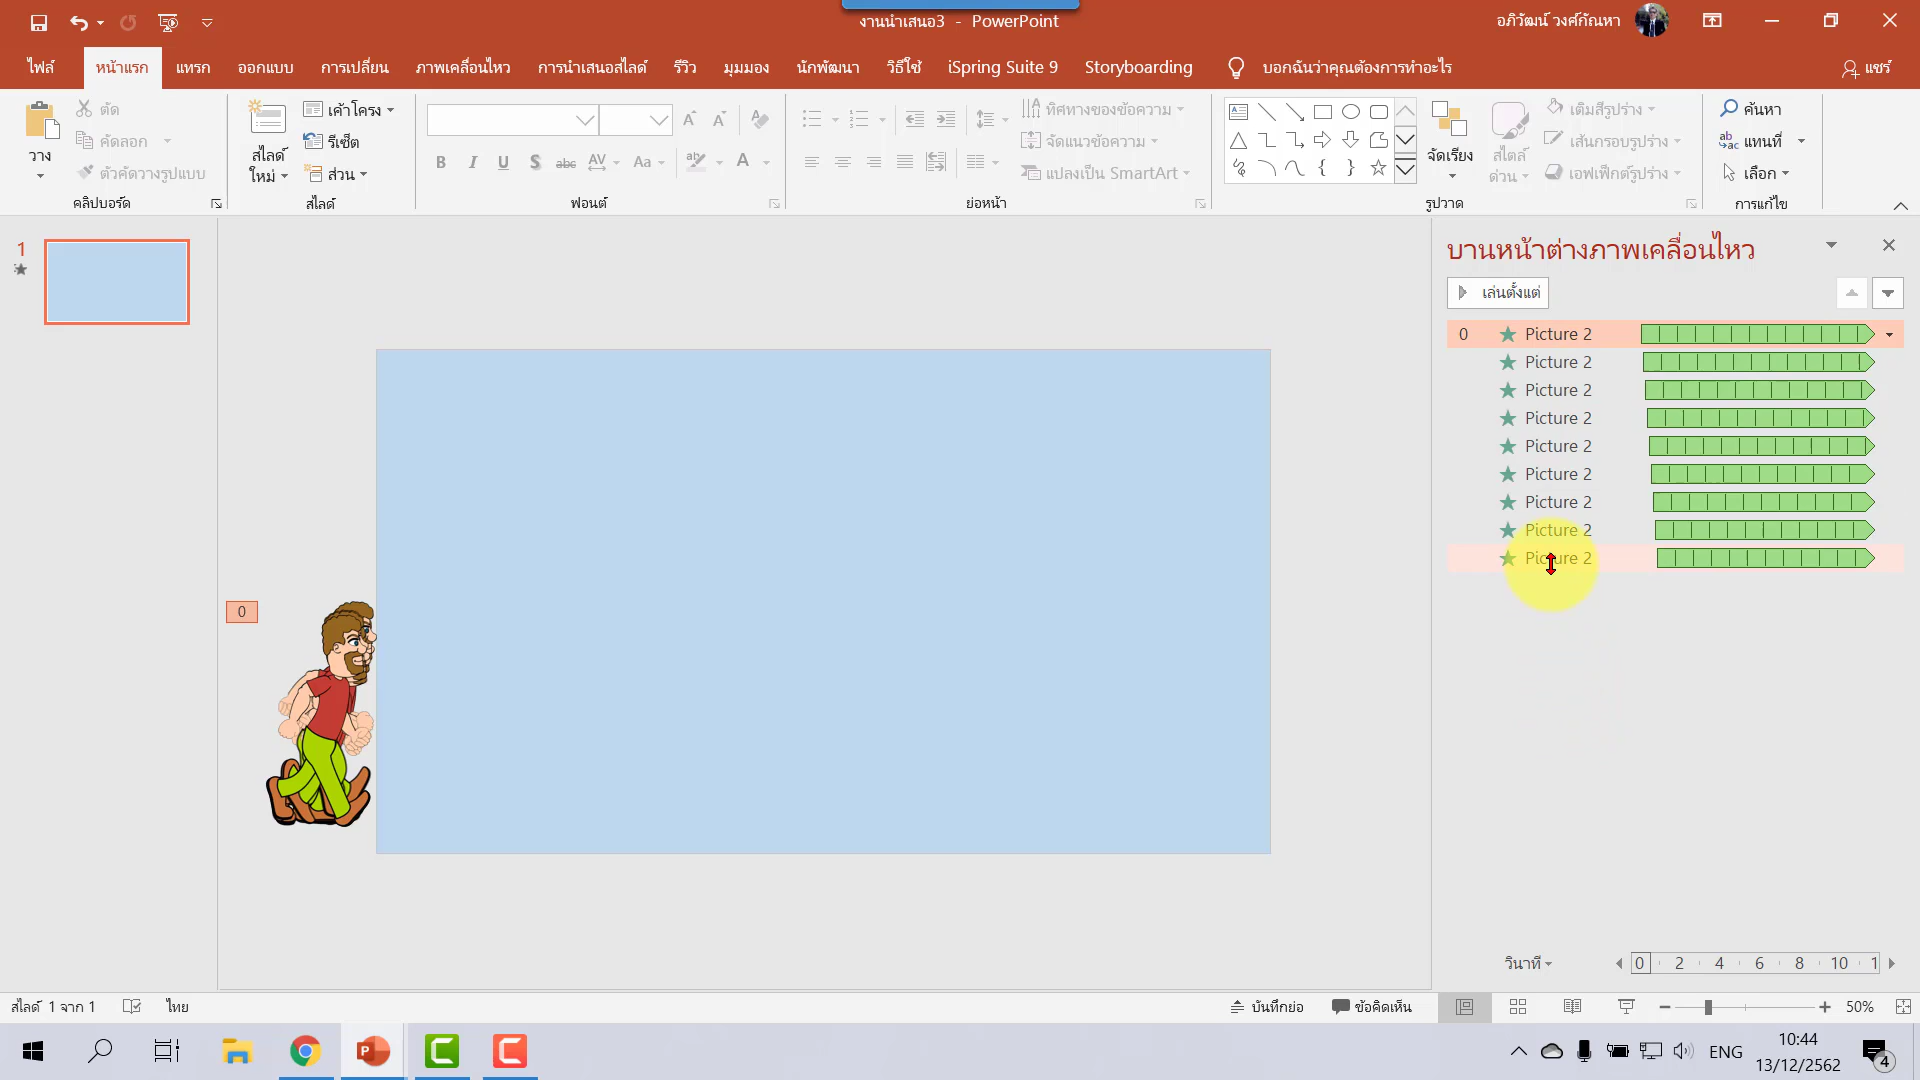 งานนำเสนอ3 - PowerPoint
อภิวัฒน์ วงศ์กัณหา
ไฟล์ หน้าแรก แทรก ออกแบบ การเปลี่ยน ภาพเคลื่อนไหว การนำเสนอสไลด์ รีวิว มุมมอง นักพัฒนา วิธีใช้ iSpring Suite 9 Storyboarding บอกฉันว่าคุณต้องการทำอะไร แชร์
วาง
ตัด
คัดลอก
ตัวคัดวางรูปแบบ
คลิปบอร์ด
สไลด์
ใหม่
เค้าโครง
รีเซ็ต
ส่วน
สไลด์
B I U S abc AV Aa ab A
ฟอนต์
ทิศทางของข้อความ
จัดแนวข้อความ
แปลงเป็น SmartArt
ย่อหน้า
จัดเรียง
สไตล์
ด่วน
เติมสีรูปร่าง
เส้นกรอบรูปร่าง
เอฟเฟ็กต์รูปร่าง
รูปวาด
ค้นหา
แทนที่
เลือก
การแก้ไข
1
0
บานหน้าต่างภาพเคลื่อนไหว
เล่นตั้งแต่
0 Picture 2
Picture 2
Picture 2
Picture 2
Picture 2
Picture 2
Picture 2
Picture 2
Picture 2
วินาที 0 2 4 6 8 10 1
สไลด์ 1 จาก 1 ไทย บันทึกย่อ ข้อคิดเห็น 50%
ENG
10:44
13/12/2562
4